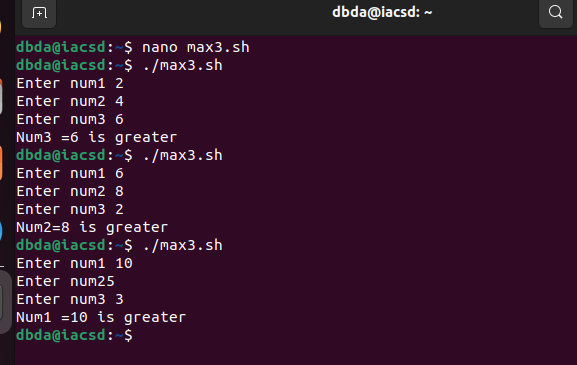 dbda@iacsd: ~
dbda@iacsd:~$ nano max3.sh
dbda@iacsd:~$ ./max3.sh
Enter num1 2
Enter num2 4
Enter num3 6
Num3 =6 is greater
dbda@iacsd:~$ ./max3.sh
Enter num1 6
Enter num2 8
Enter num3 2
Num2=8 is greater
dbda@iacsd:~$ ./max3.sh
Enter num1 10
Enter num25
Enter num3 3
Num1 =10 is greater
dbda@iacsd:~$